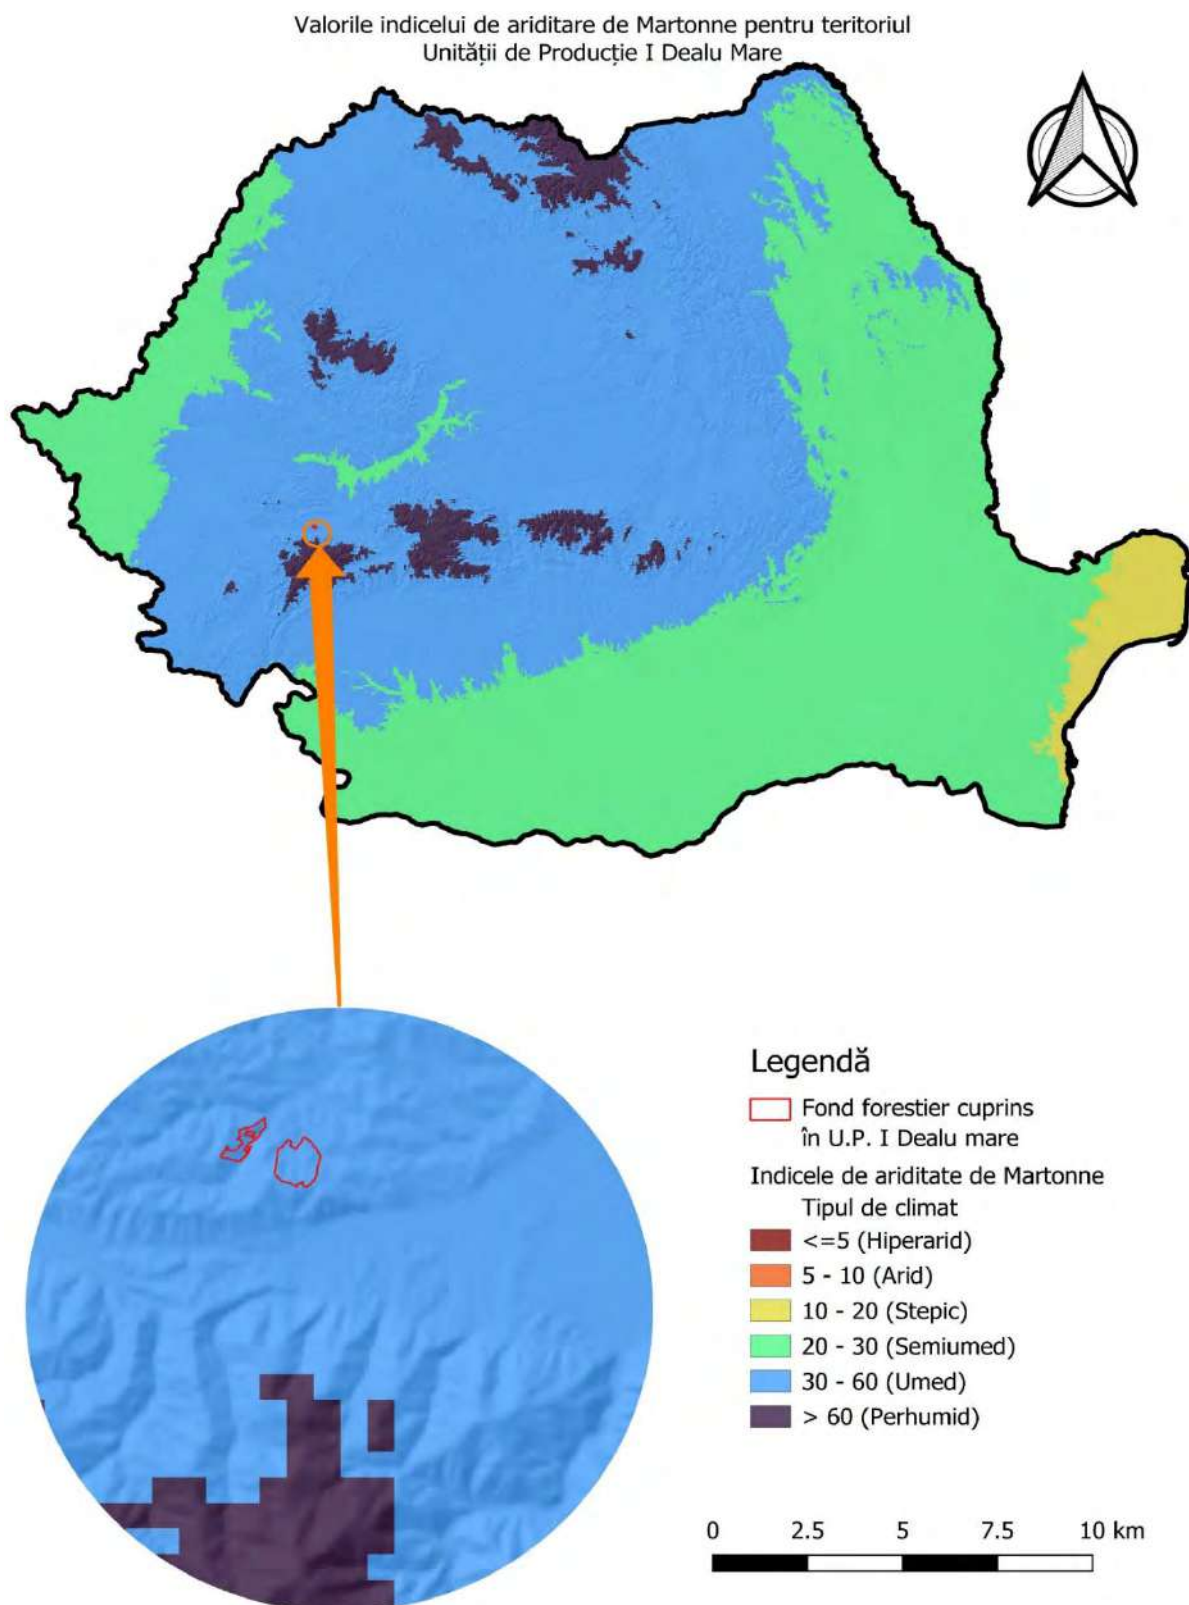 Valorile indicelui de ariditare de Martonne pentru teritoriul
Unității de Producție I Dealu Mare
Legendă
Fond forestier cuprins
în U.P. I Dealu mare
Indicele de ariditate de Martonne
Tipul de climat
<=5 (Hiperarid)
5 - 10 (Arid)
10 - 20 (Stepic)
20 - 30 (Semiumed)
30 - 60 (Umed)
> 60 (Perhumid)
0 2.5 5 7.5 10 km